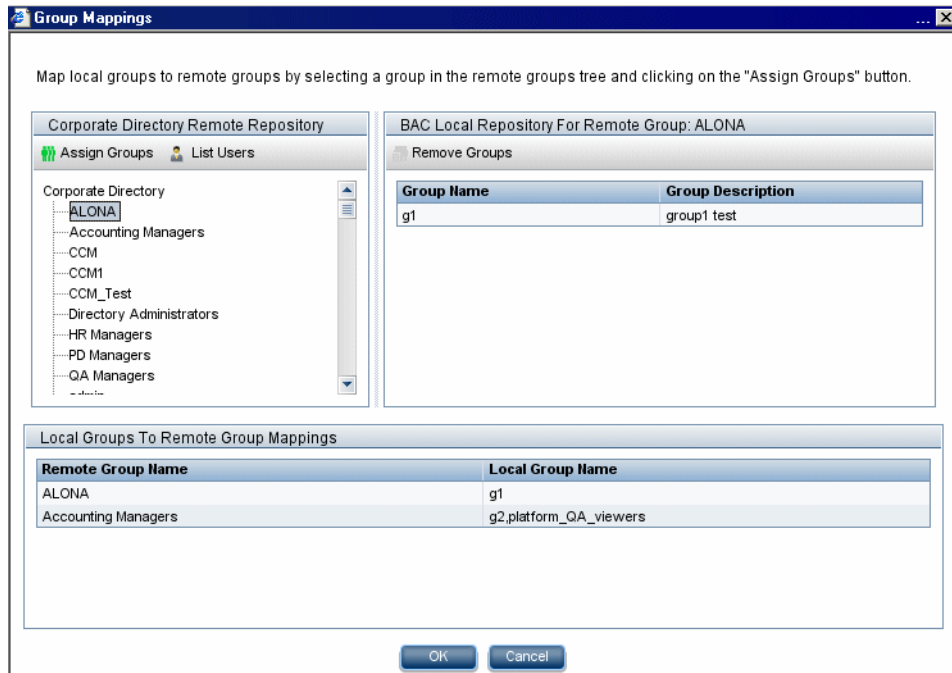 Group Mappings
...
Map local groups to remote groups by selecting a group in the remote groups tree and clicking on the "Assign Groups" button.
Corporate Directory Remote Repository
Assign Groups List Users
Corporate Directory
ALONA
Accounting Managers
CCM
CCM1
CCM_Test
Directory Administrators
HR Managers
PD Managers
QA Managers
BAC Local Repository For Remote Group: ALONA
Remove Groups
Group Name Group Description
g1 group1 test
Local Groups To Remote Group Mappings
Remote Group Name Local Group Name
ALONA g1
Accounting Managers g2,platform_QA_viewers
OK Cancel